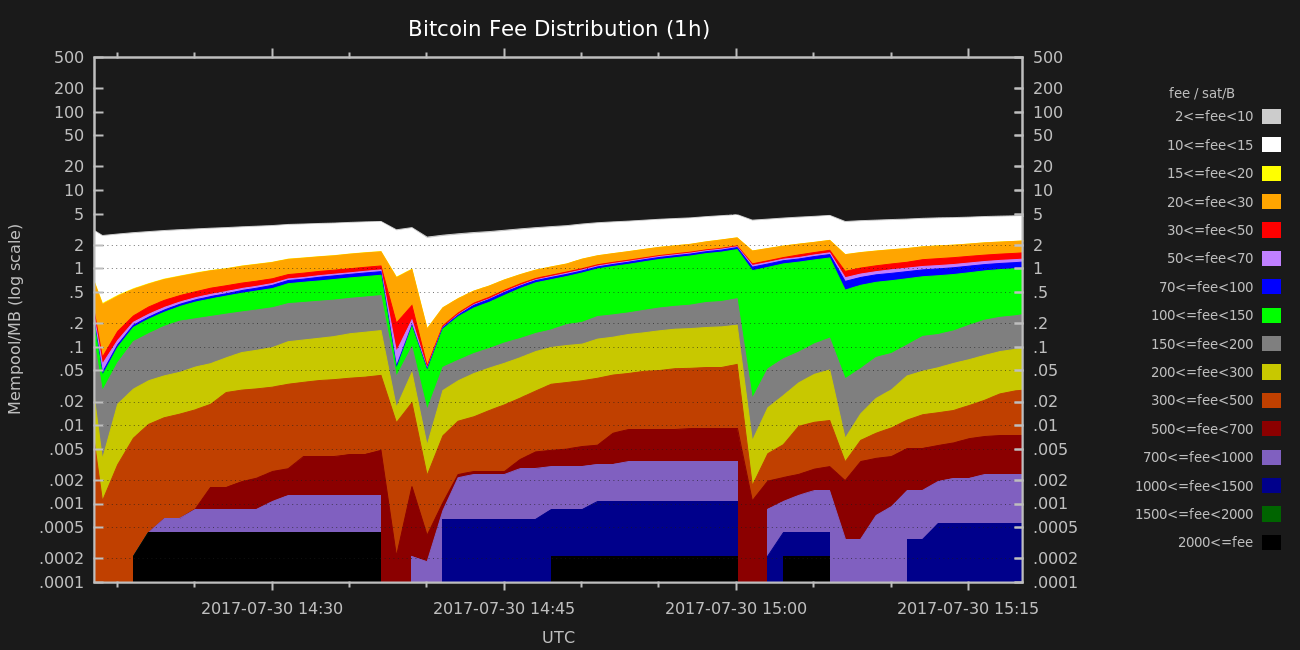 Bitcoin Fee Distribution (1h)
500
200
100
50
20
10
5
2
1
.5
.2
.1
.05
.02
.01
.005
.002
.001
.0005
.0002
.0001
Mempool/MB (log scale)
500
200
100
50
20
10
5
2
1
.5
.2
.1
.05
.02
.01
.005
.002
.001
.0005
.0002
.0001
2017-07-30 14:30
2017-07-30 14:45
2017-07-30 15:00
2017-07-30 15:15
UTC
fee / sat/B
2<=fee<10
10<=fee<15
15<=fee<20
20<=fee<30
30<=fee<50
50<=fee<70
70<=fee<100
100<=fee<150
150<=fee<200
200<=fee<300
300<=fee<500
500<=fee<700
700<=fee<1000
1000<=fee<1500
1500<=fee<2000
2000<=fee